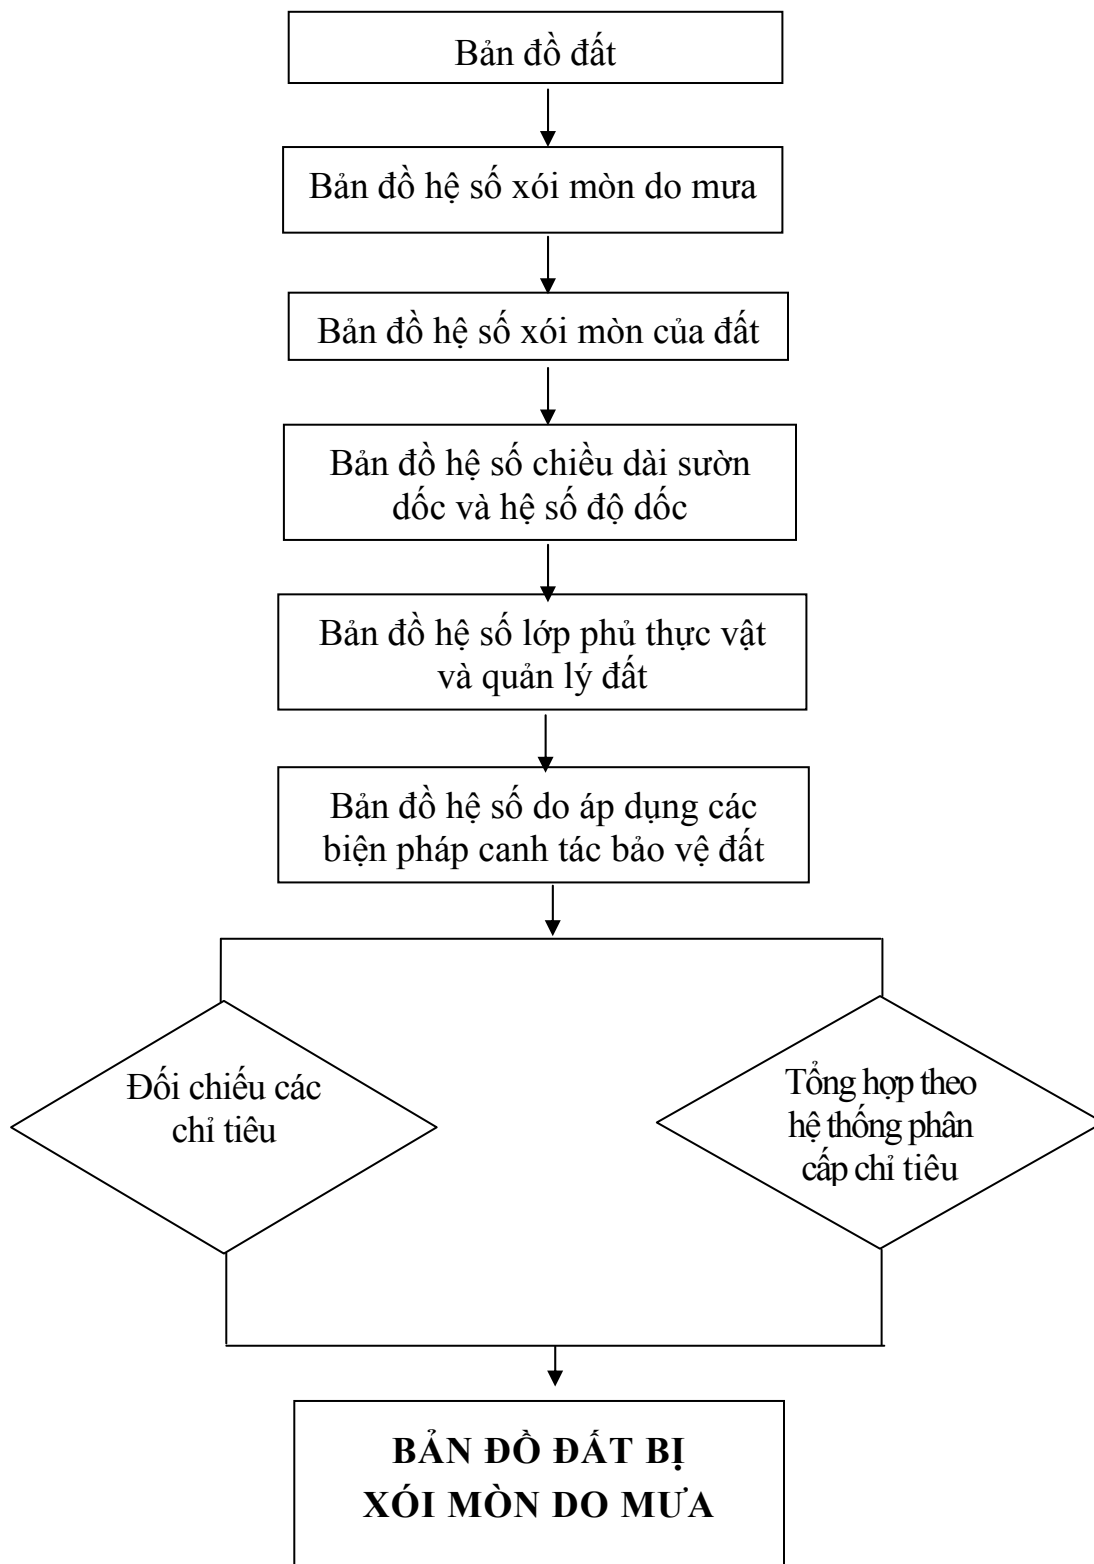 Bản đồ đất
Bản đồ hệ số xói mòn do mưa
Bản đồ hệ số xói mòn của đất
Bản đồ hệ số chiều dài sườn
dốc và hệ số độ dốc
Bản đồ hệ số lớp phủ thực vật
và quản lý đất
Bản đồ hệ số do áp dụng các
biện pháp canh tác bảo vệ đất
Đối chiếu các
chỉ tiêu
Tổng hợp theo
hệ thống phân
cấp chỉ tiêu
BẢN ĐỒ ĐẤT BỊ
XÓI MÒN DO MƯA